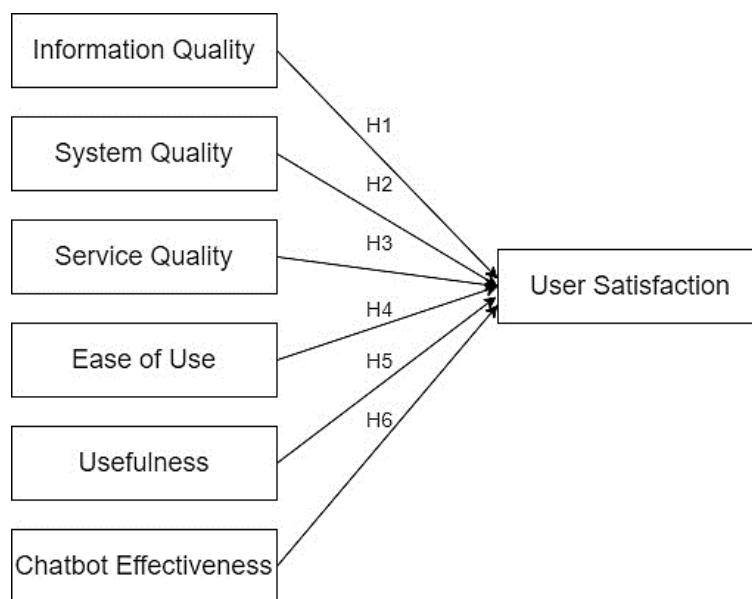 Information Quality
H1
System Quality
H2
Service Quality
H3
User Satisfaction
Ease of Use
H4
H5
Usefulness
H6
Chatbot Effectiveness